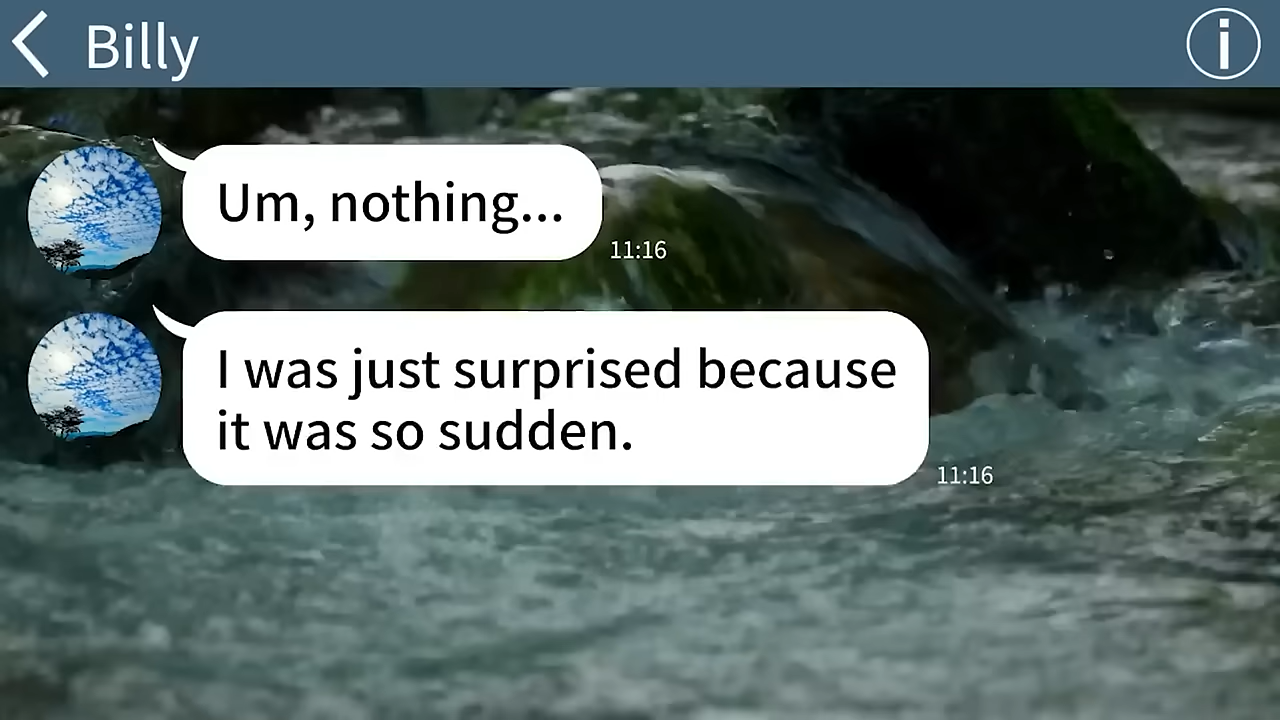 Billy
Um, nothing...
11:16
I was just surprised because
it was so sudden.
11:16